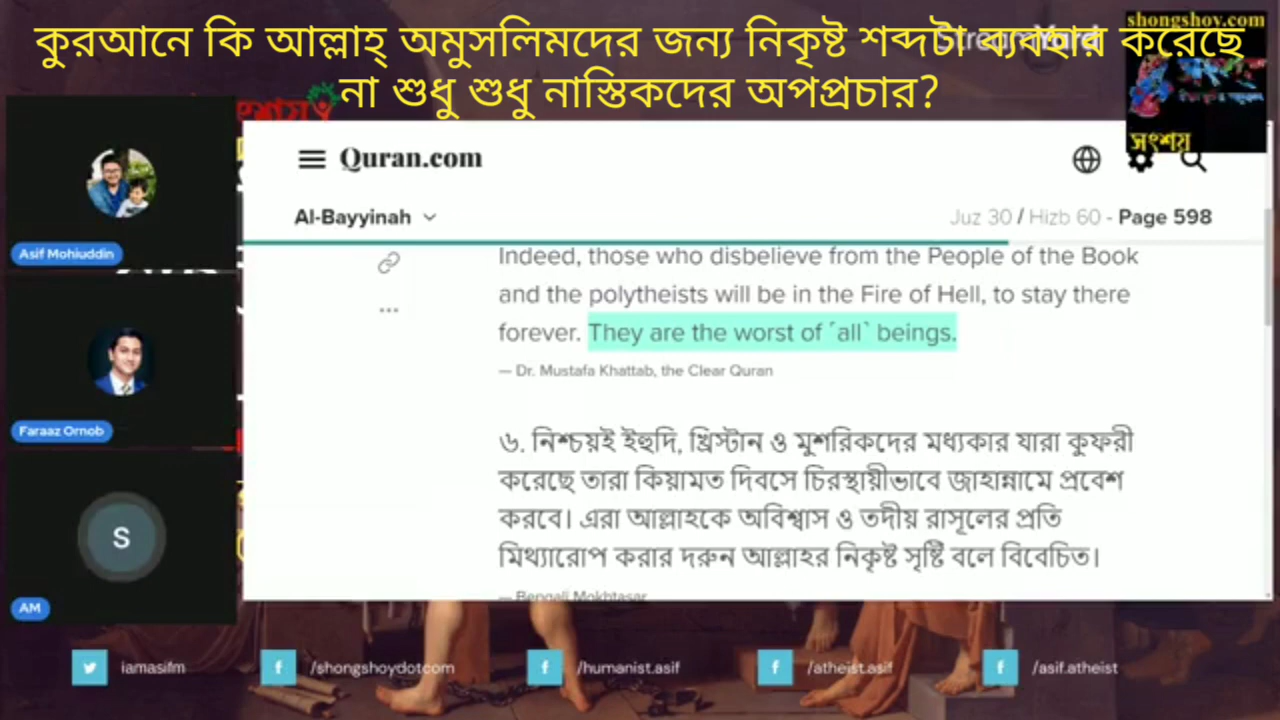 কুরআনে কি আল্লাহ্ অমুসলিমদের জন্য নিকৃষ্ট শব্দটা ব্যবহার করেছে
না শুধু শুধু নাস্তিকদের অপপ্রচার?
shongshoy.com
সংশয়
Quran.com
Al-Bayyinah
Juz 30 / Hizb 60 - Page 598
Asif Mohiuddin
Indeed, those who disbelieve from the People of the Book
and the polytheists will be in the Fire of Hell, to stay there
forever. They are the worst of ˹all˺ beings.
— Dr. Mustafa Khattab, the Clear Quran
Faraaz Ornob
৬. নিশ্চয়ই ইহুদি, খ্রিস্টান ও মুশরিকদের মধ্যকার যারা কুফরী
করেছে তারা কিয়ামত দিবসে চিরস্থায়ীভাবে জাহান্নামে প্রবেশ
করবে। এরা আল্লাহকে অবিশ্বাস ও তদীয় রাসূলের প্রতি
মিথ্যারোপ করার দরুন আল্লাহর নিকৃষ্ট সৃষ্টি বলে বিবেচিত।
— Bengali Mokhtasar
S
AM
iamasifm
/shongshoydotcom
/humanist.asif
/atheist.asif
/asif.atheist